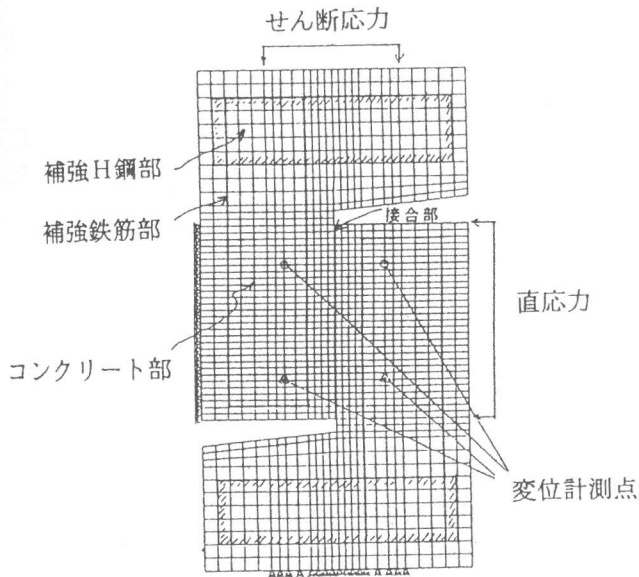 せん断応力
補強H鋼部
接合部
補強鉄筋部
直応力
コンクリート部
変位計測点